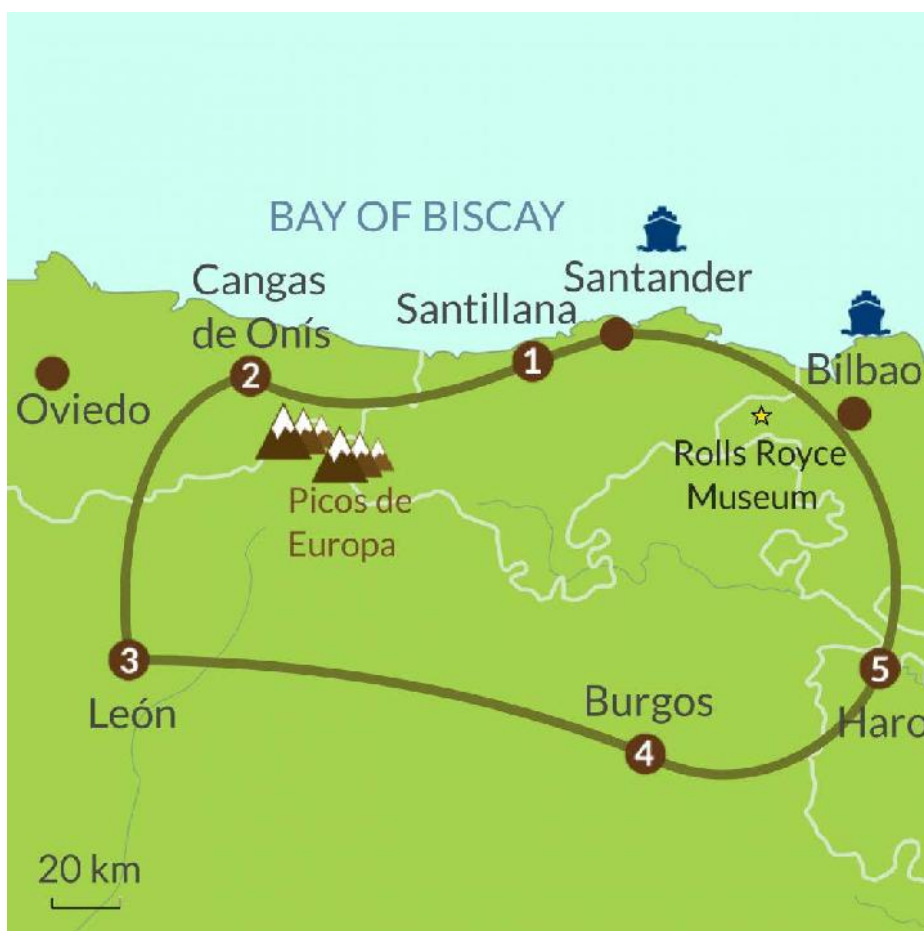 BAY OF BISCAY
Cangas
de Onís
Santillana
Santander
1
2
Oviedo
Bilbao
Rolls Royce
Museum
Picos de
Europa
3
León
Burgos
4
5
Haro
20 km